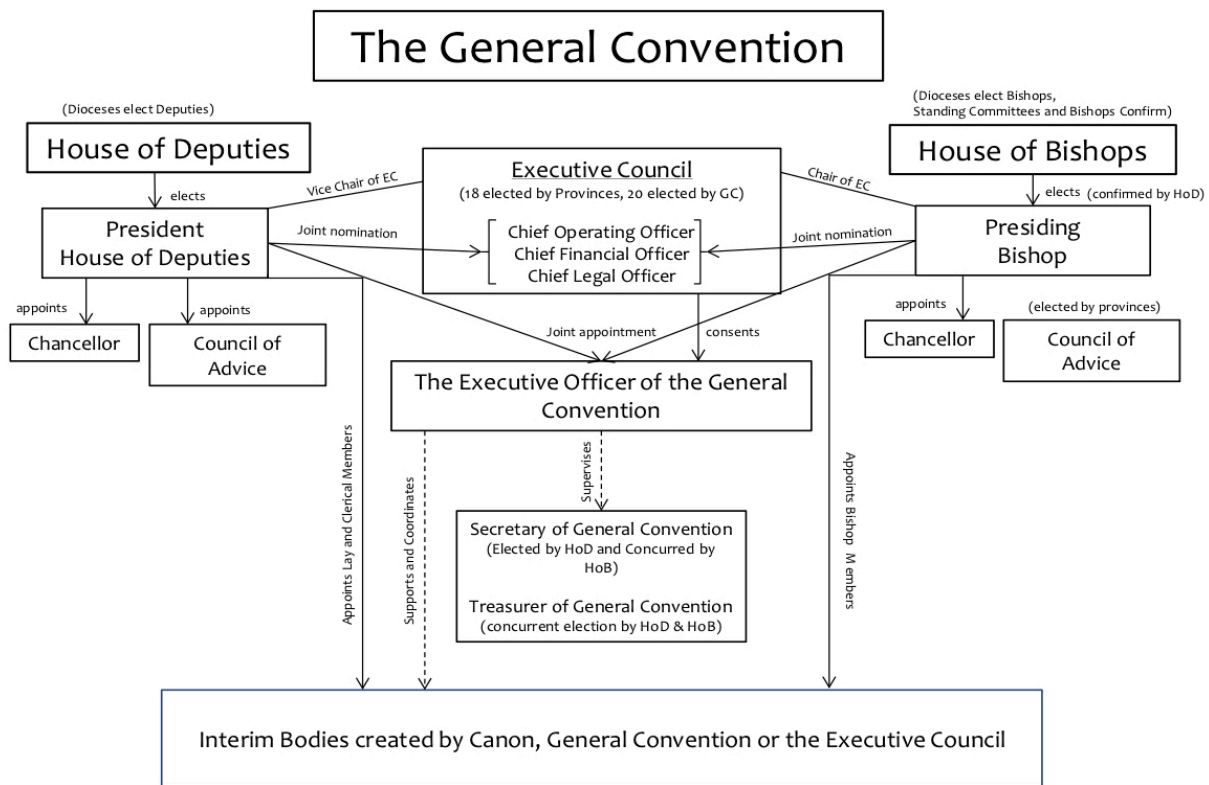 The General Convention
(Dioceses elect Deputies)
House of Deputies
elects
President
House of Deputies
appoints
Chancellor
appoints
Council of
Advice
Vice Chair of EC
Joint nomination
Executive Council
(18 elected by Provinces, 20 elected by GC)
Chief Operating Officer
Chief Financial Officer
Chief Legal Officer
Chair of EC
Joint nomination
(Dioceses elect Bishops,
Standing Committees and Bishops Confirm)
House of Bishops
elects (confirmed by HoD)
Presiding
Bishop
appoints
Chancellor
(elected by provinces)
Council of
Advice
Joint appointment
consents
The Executive Officer of the General
Convention
Appoints Lay and Clerical Members
Supports and Coordinates
Supervises
Appoints Bishop Members
Secretary of General Convention
(Elected by HoD and Concurred by
HoB)
Treasurer of General Convention
(concurrent election by HoD & HoB)
Interim Bodies created by Canon, General Convention or the Executive Council